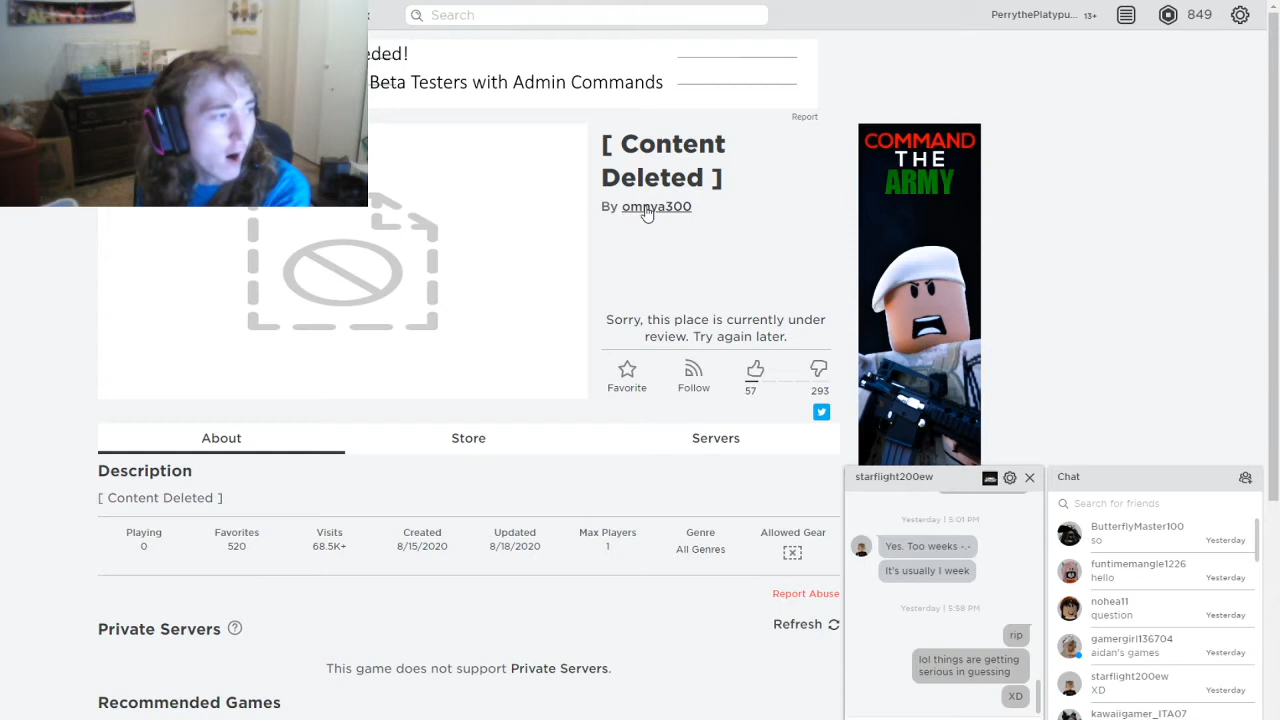 Search
PerrythePlatypu... 13+
849
eded!
Beta Testers with Admin Commands
Report
[ Content
Deleted ]
By omnya300
COMMAND
THE
ARMY
Sorry, this place is currently under
review. Try again later.
Favorite
Follow
57
293
About
Store
Servers
Description
[ Content Deleted ]
Playing
0
Favorites
520
Visits
68.5K+
Created
8/15/2020
Updated
8/18/2020
Max Players
1
Genre
All Genres
Allowed Gear
Report Abuse
Private Servers
Refresh
This game does not support Private Servers.
Recommended Games
starflight200ew
Yesterday | 5:01 PM
Yes. Too weeks -.-
It's usually I week
Yesterday | 5:58 PM
rip
lol things are getting
serious in guessing
XD
Chat
Search for friends
ButterflyMaster100
so
Yesterday
funtimemangle1226
hello
Yesterday
nohea11
question
Yesterday
gamergirl136704
aidan's games
Yesterday
starflight200ew
XD
Yesterday
kawaiigamer_ITA07
Yesterday